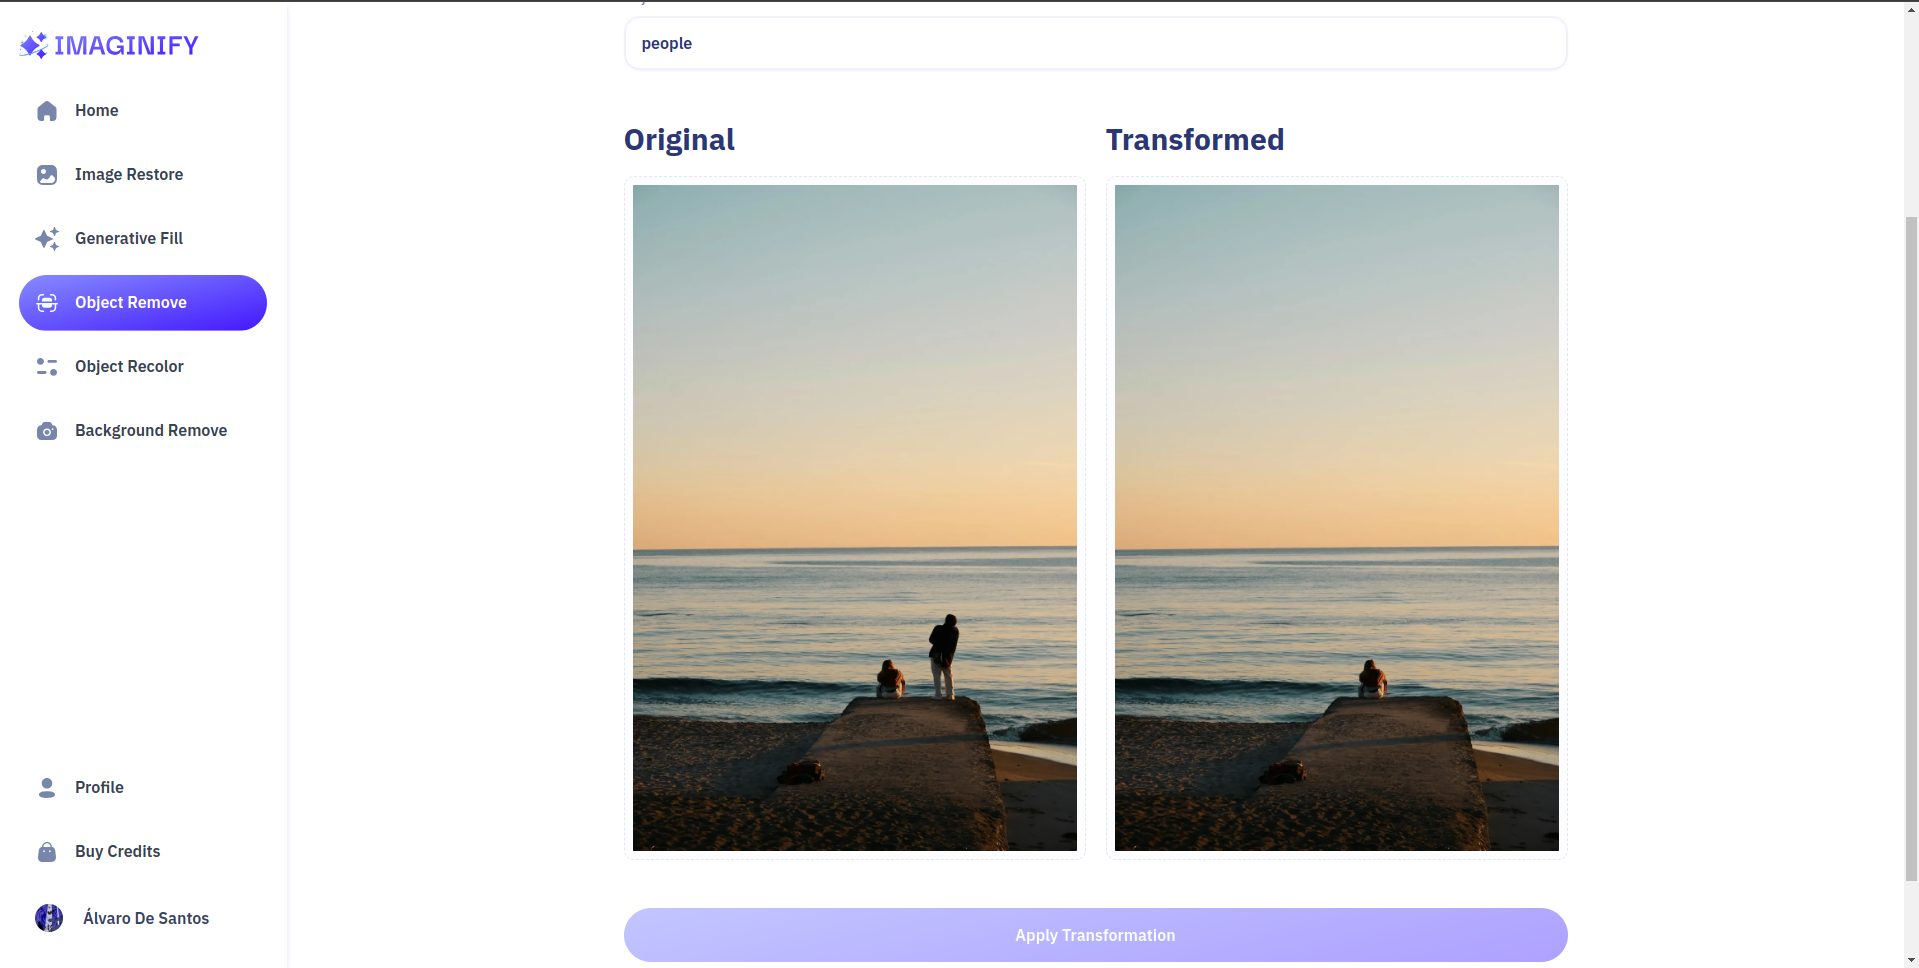 IMAGINIFY
Home
Image Restore
Generative Fill
Object Remove
Object Recolor
Background Remove
Profile
Buy Credits
Álvaro De Santos
people
Original
Transformed
Apply Transformation